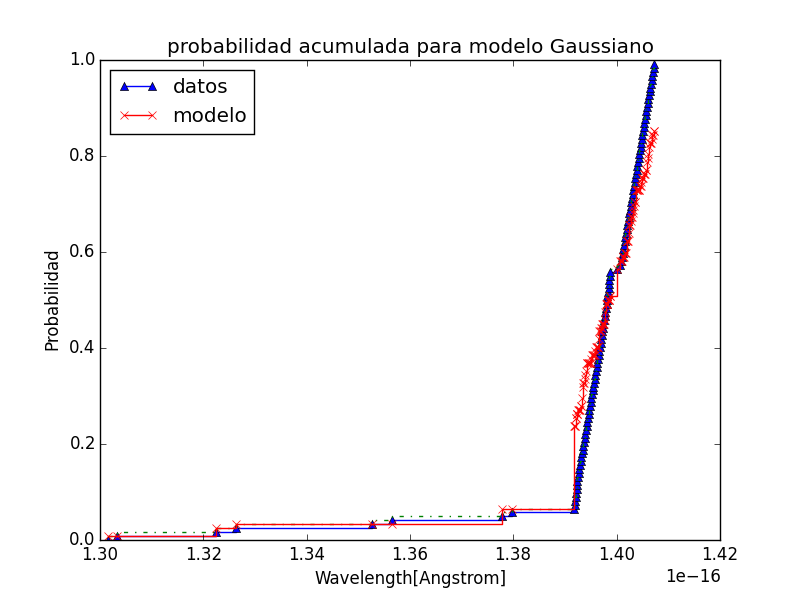 probabilidad acumulada para modelo Gaussiano
datos
modelo
Probabilidad
1.0
0.8
0.6
0.4
0.2
0.0
1.30 1.32 1.34 1.36 1.38 1.40 1.42
Wavelength[Angstrom]
1e−16